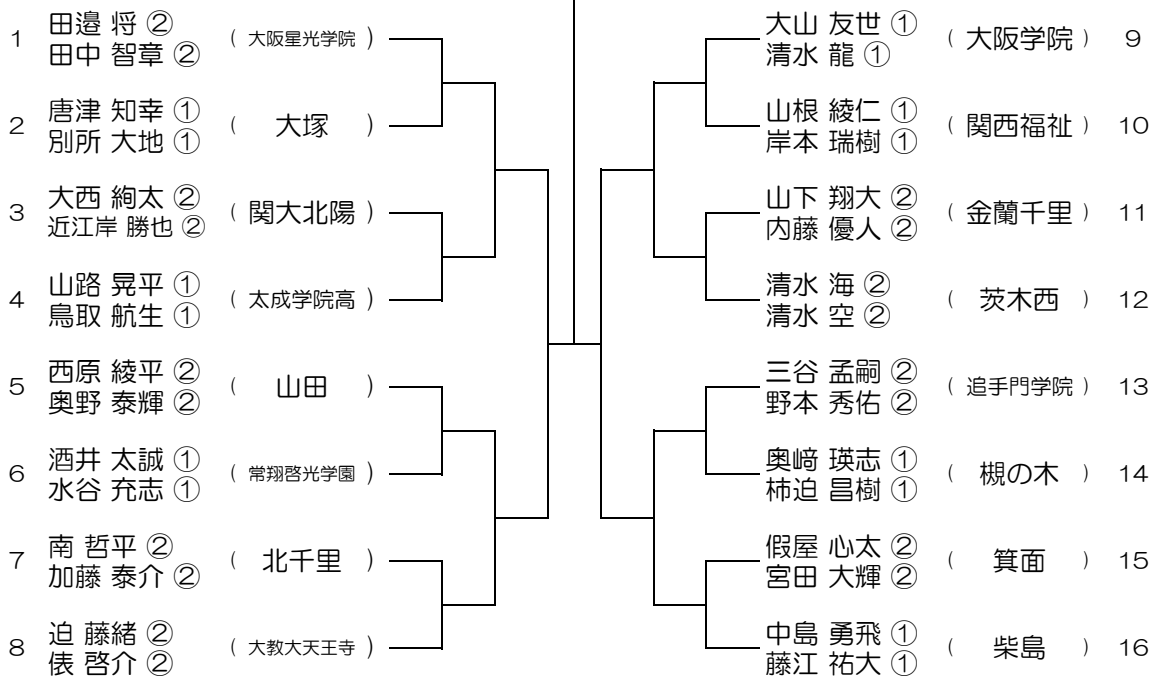 1 田邉 将 ② ( 大阪星光学院 )
田中 智章 ②
2 唐津 知幸 ① ( 大塚 )
別所 大地 ①
3 大西 絢太 ② ( 関大北陽 )
近江岸 勝也 ②
4 山路 晃平 ① ( 太成学院高 )
鳥取 航生 ①
5 西原 綾平 ② ( 山田 )
奥野 泰輝 ②
6 酒井 太誠 ① ( 常翔啓光学園 )
水谷 充志 ①
7 南 哲平 ② ( 北千里 )
加藤 泰介 ②
8 迫 藤緒 ② ( 大教大天王寺 )
俵 啓介 ②
大山 友世 ① ( 大阪学院 ) 9
清水 龍 ①
山根 綾仁 ① ( 関西福祉 ) 10
岸本 瑞樹 ①
山下 翔大 ② ( 金蘭千里 ) 11
内藤 優人 ②
清水 海 ② ( 茨木西 ) 12
清水 空 ②
三谷 孟嗣 ② ( 追手門学院 ) 13
野本 秀佑 ②
奥﨑 瑛志 ① ( 槻の木 ) 14
柿迫 昌樹 ①
假屋 心太 ② ( 箕面 ) 15
宮田 大輝 ②
中島 勇飛 ① ( 柴島 ) 16
藤江 祐大 ①